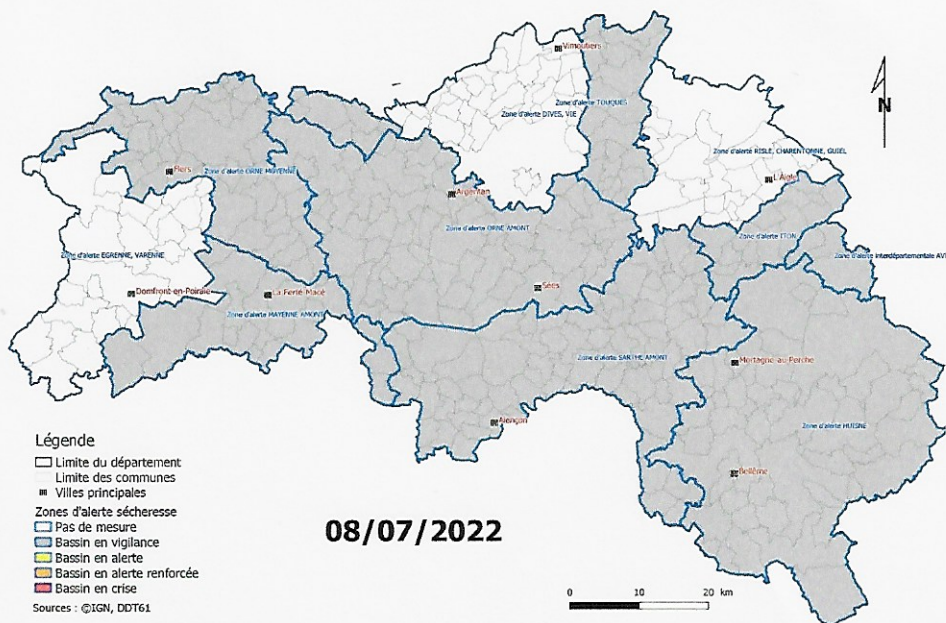 Vimoutiers
Zone d'alerte TOUQUES
Zone d'alerte DIVES, VIE
N
Zone d'alerte RISLE, CHARENTONNE, GUIEL
Flers
Zone d'alerte ORNE MOYENNE
L'Aigle
Argentan
Zone d'alerte ORNE AMONT
Zone d'alerte ITON
Zone d'alerte EGRENNE, VARENNE
Zone d'alerte interdépartementale AVR
Domfront-en-Poiraie
La Ferté-Macé
Sées
Zone d'alerte MAYENNE AMONT
Zone d'alerte SARTHE AMONT
Mortagne-au-Perche
Alençon
Zone d'alerte HUISNE
Bellême
Légende
Limite du département
Limite des communes
Villes principales
Zones d'alerte sécheresse
Pas de mesure
Bassin en vigilance
Bassin en alerte
Bassin en alerte renforcée
Bassin en crise
Sources : ©IGN, DDT61
08/07/2022
0 10 20 km